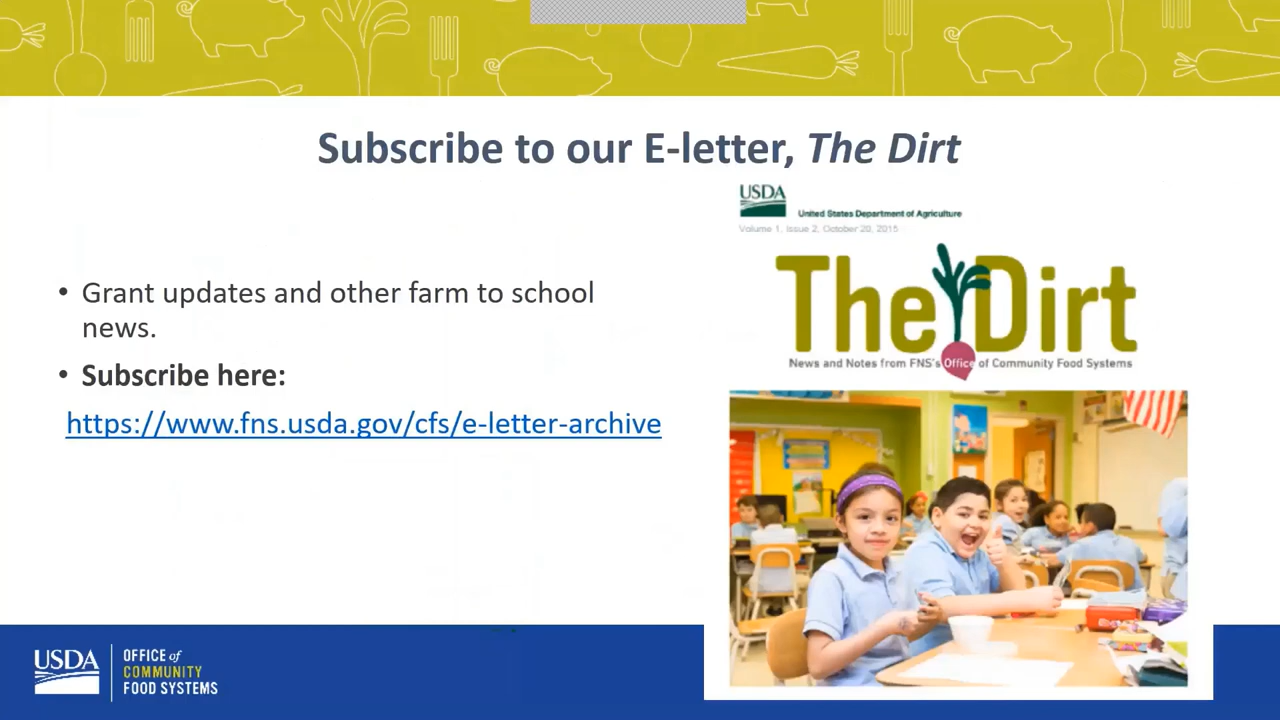 Subscribe to our E-letter, The Dirt
USDA
United States Department of Agriculture
Volume 1, Issue 2, October 20, 2015
The Dirt
News and Notes from FNS's Office of Community Food Systems
• Grant updates and other farm to school
news.
• Subscribe here:
https://www.fns.usda.gov/cfs/e-letter-archive
USDA
OFFICE of
COMMUNITY
FOOD SYSTEMS